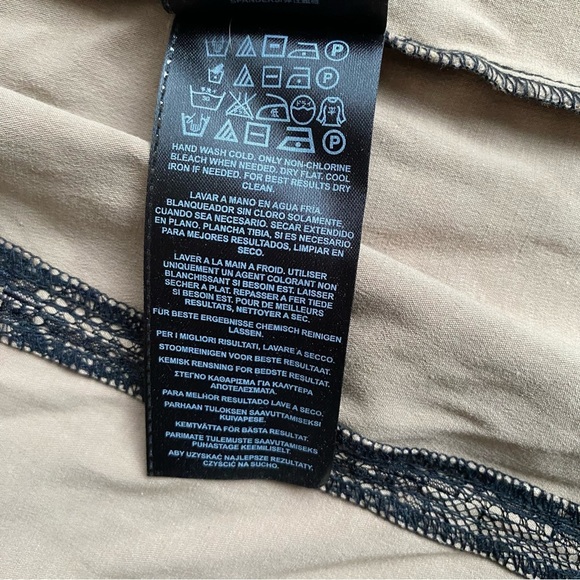 P
P
30
HAND WASH COLD. ONLY NON-CHLORINE
BLEACH WHEN NEEDED. DRY FLAT. COOL
IRON IF NEEDED. FOR BEST RESULTS DRY
CLEAN.
LAVAR A MANO EN AGUA FRIA.
BLANQUEADOR SIN CLORO SOLAMENTE,
CUANDO SEA NECESARIO. SECAR EXTENDIDO
EN PLANO. PLANCHA TIBIA, SI ES NECESARIO.
PARA MEJORES RESULTADOS, LIMPIAR EN
SECO.
LAVER A LA MAIN A FROID. UTILISER
UNIQUEMENT UN AGENT COLORANT NON
BLANCHISSANT SI BESOIN EST. LAISSER
SECHER A PLAT. REPASSER A FER TIEDE
SI BESOIN EST. POUR DE MEILLEURS
RESULTATS, NETTOYER A SEC.
FÜR BESTE ERGEBNISSE CHEMISCH REINIGEN
LASSEN.
PER I MIGLIORI RISULTATI, LAVARE A SECCO.
STOOMREINIGEN VOOR BESTE RESULTAAT.
KEMISK RENSNING FOR BEDSTE RESULTAT.
ΣΤΕΓΝΟ ΚΑΘΑΡΙΣΜΑ ΓΙΑ ΚΑΛΥΤΕΡΑ
ΑΠΟΤΕΛΕΣΜΑΤΑ.
PARA MELHOR RESULTADO LAVE A SECO.
PARHAAN TULOKSEN SAAVUTTAMISEKSI
KUIVAPESE.
KEMTVÄTTA FÖR BÄSTA RESULTAT.
PARIMATE TULEMUSTE SAAVUTAMISEKS
PUHASTAGE KEEMILISELT.
ABY UZYSKAĆ NAJLEPSZE REZULTATY,
CZYŚCIĆ NA SUCHO.